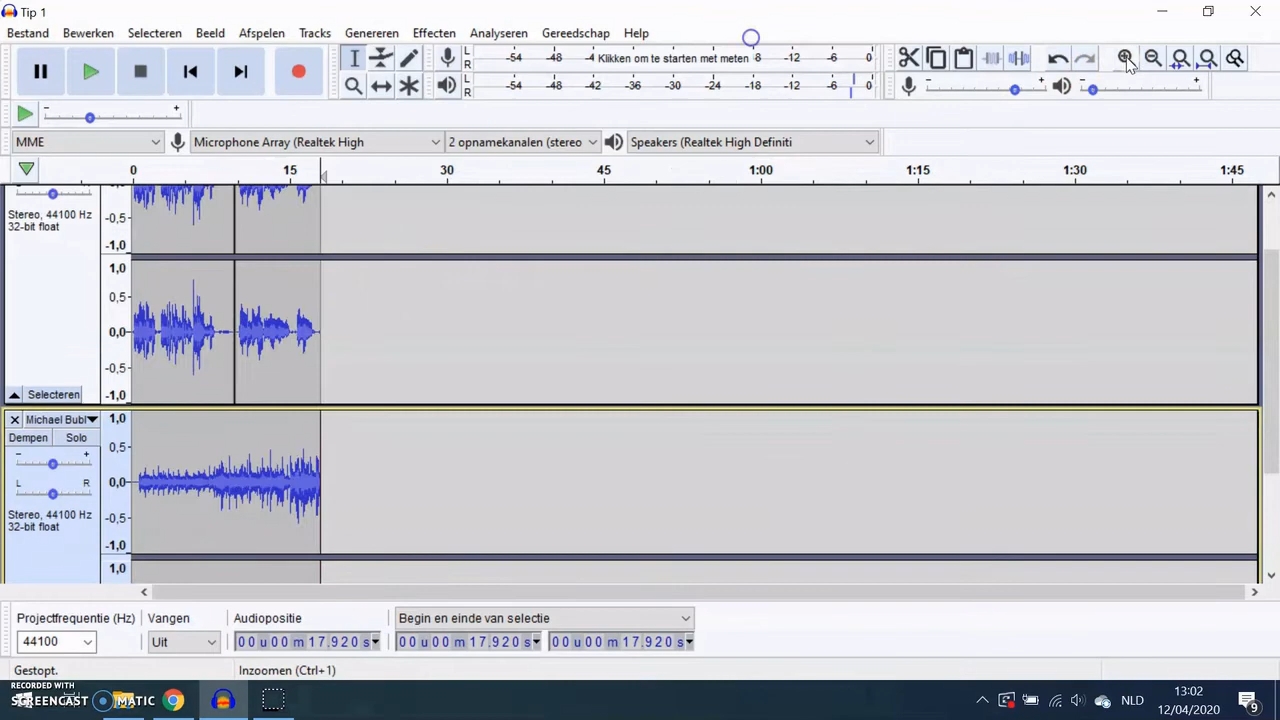 Tip 1
Bestand Bewerken Selecteren Beeld Afspelen Tracks Genereren Effecten Analyseren Gereedschap Help
L
R
-54 -48 -4 Klikken om te starten met meten 8 -12 -6 0
L
R
-54 -48 -42 -36 -30 -24 -18 -12 -6 0
- +
- +
- +
MME
Microphone Array (Realtek High
2 opnamekanalen (stereo
Speakers (Realtek High Definiti
0 15 30 45 1:00 1:15 1:30 1:45
Stereo, 44100 Hz
32-bit float
-0,5
-1,0
1,0
0,5
0,0
-0,5
-1,0
Selecteren
Michael Bubl
Dempen Solo
- +
L R
Stereo, 44100 Hz
32-bit float
1,0
0,5
0,0
-0,5
-1,0
1,0
Projectfrequentie (Hz) Vangen Audiopositie Begin en einde van selectie
44100 Uit 00 u 00 m 17.920 s 00 u 00 m 17.920 s 00 u 00 m 17.920 s
Gestopt. Inzoomen (Ctrl+1)
RECORDED WITH
SCREENCAST MATIC
NLD
13:02
12/04/2020
9